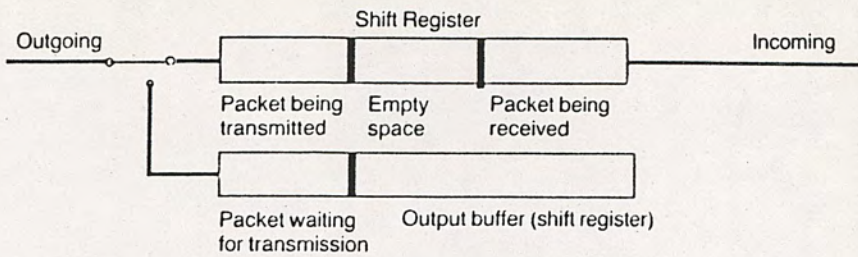 Shift Register
Outgoing
Incoming
Packet being
transmitted
Empty
space
Packet being
received
Packet waiting
for transmission
Output buffer (shift register)